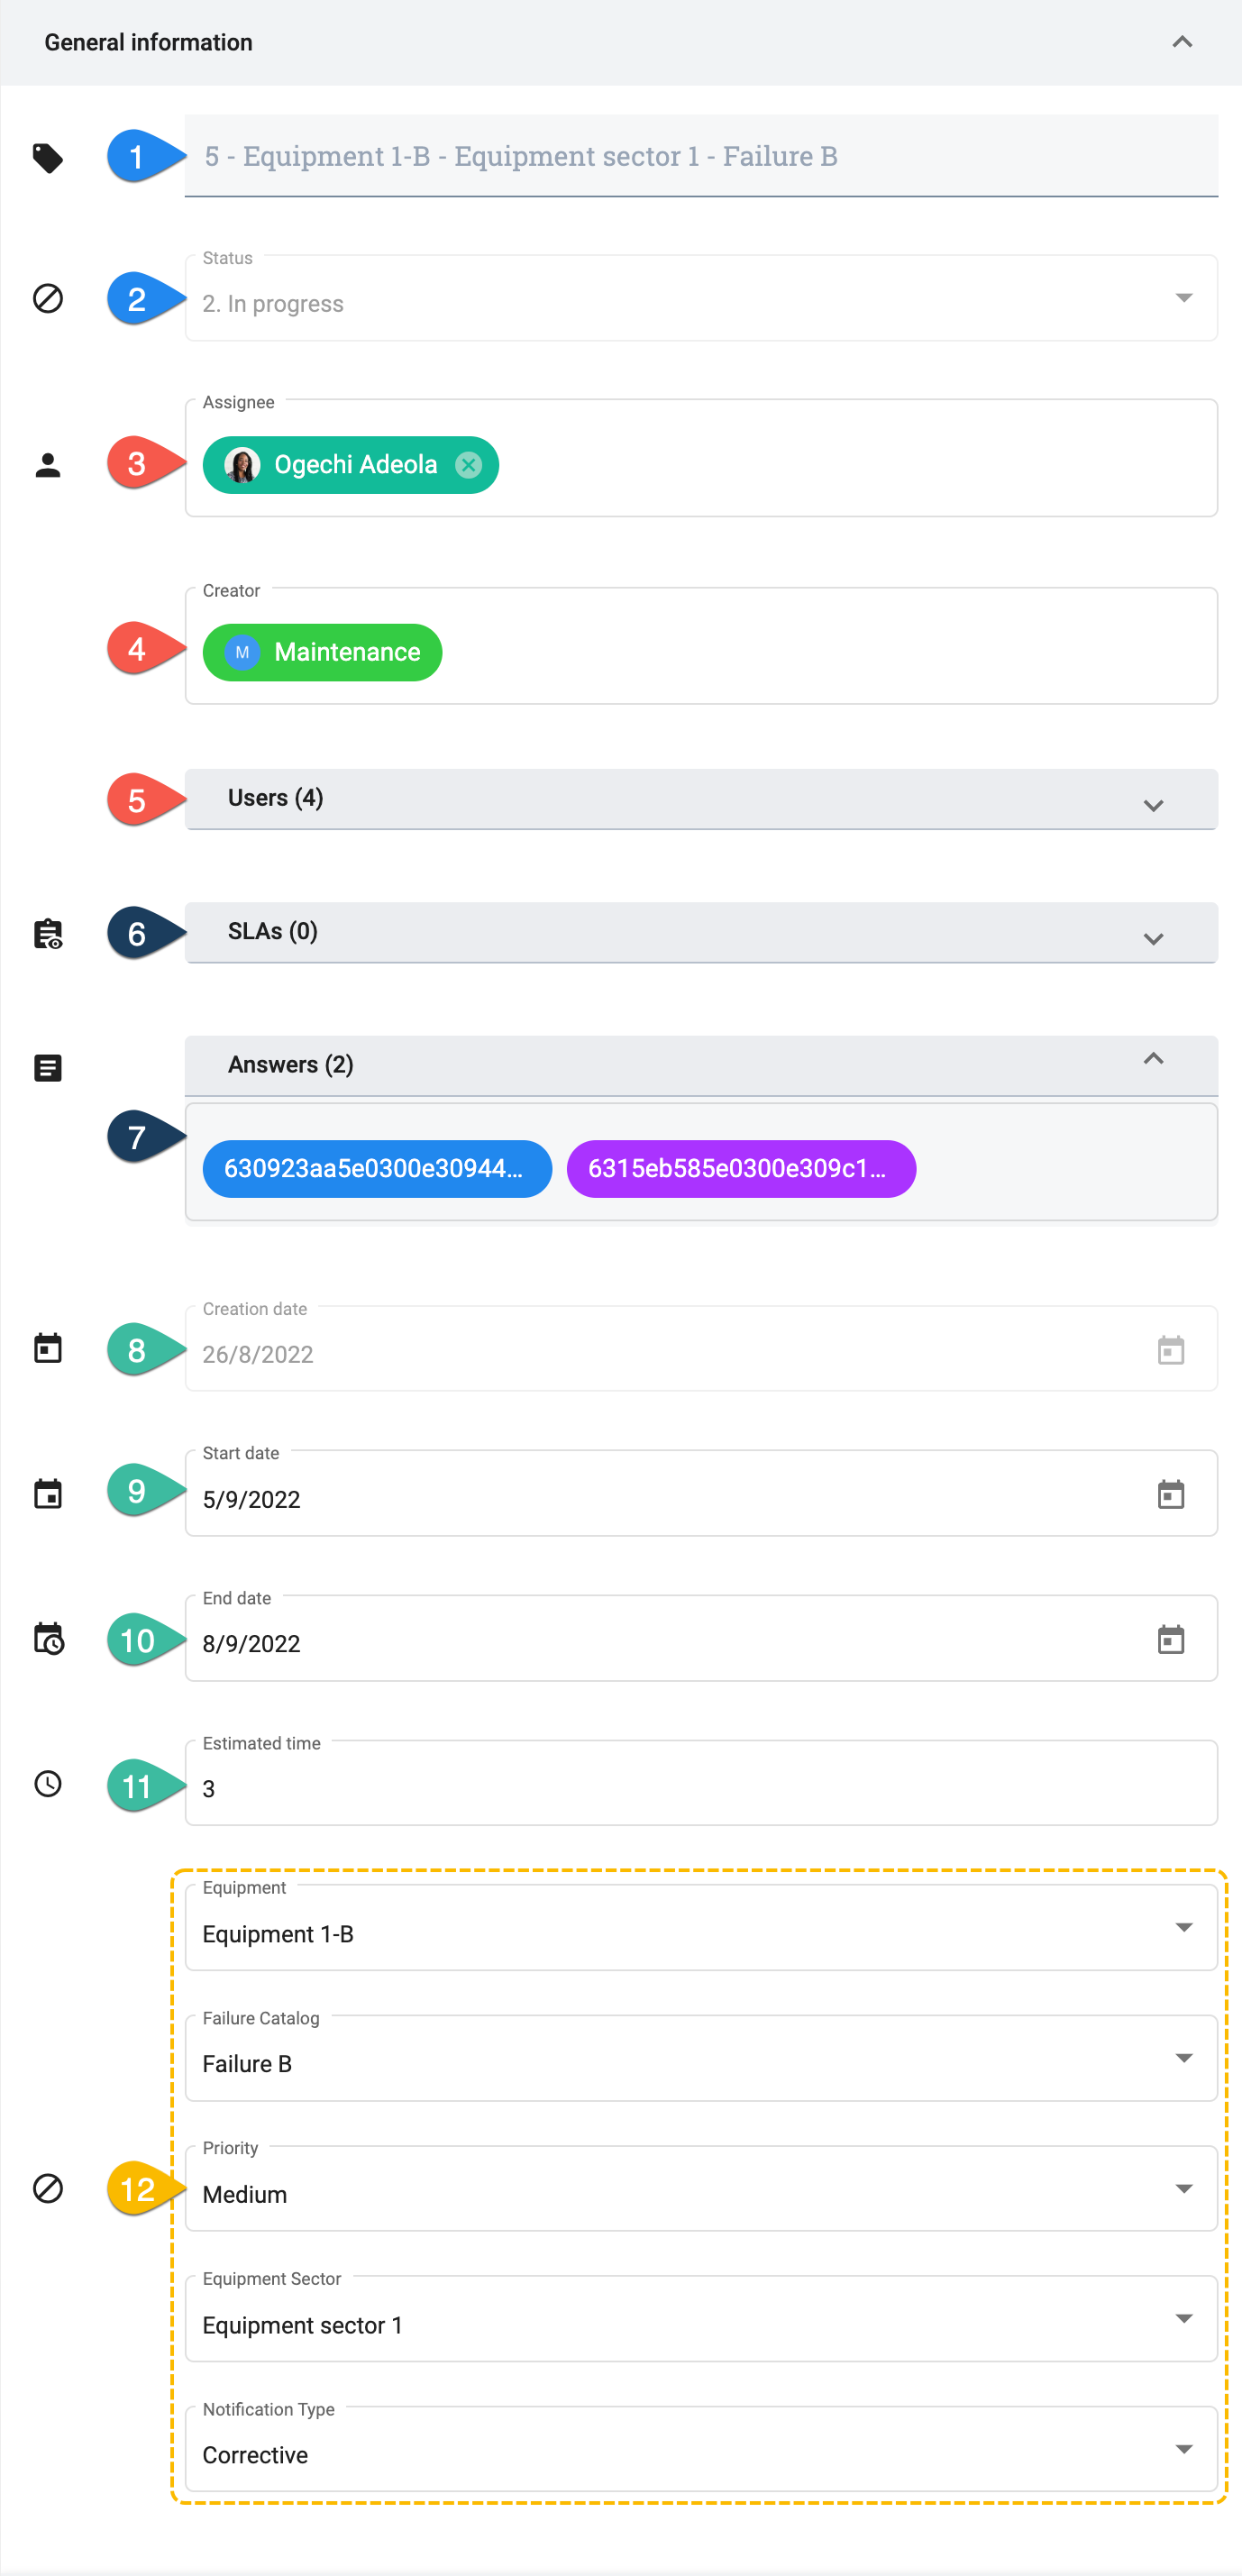 General information
1
5 - Equipment 1-B - Equipment sector 1 - Failure B
Status
2
2. In progress
Assignee
3
Ogechi Adeola
Creator
4
M
Maintenance
5
Users (4)
6
SLAs (0)
Answers (2)
7
630923aa5e0300e30944...
6315eb585e0300e309c1...
Creation date
8
26/8/2022
Start date
9
5/9/2022
End date
10
8/9/2022
Estimated time
11
3
Equipment
Equipment 1-B
Failure Catalog
Failure B
Priority
12
Medium
Equipment Sector
Equipment sector 1
Notification Type
Corrective